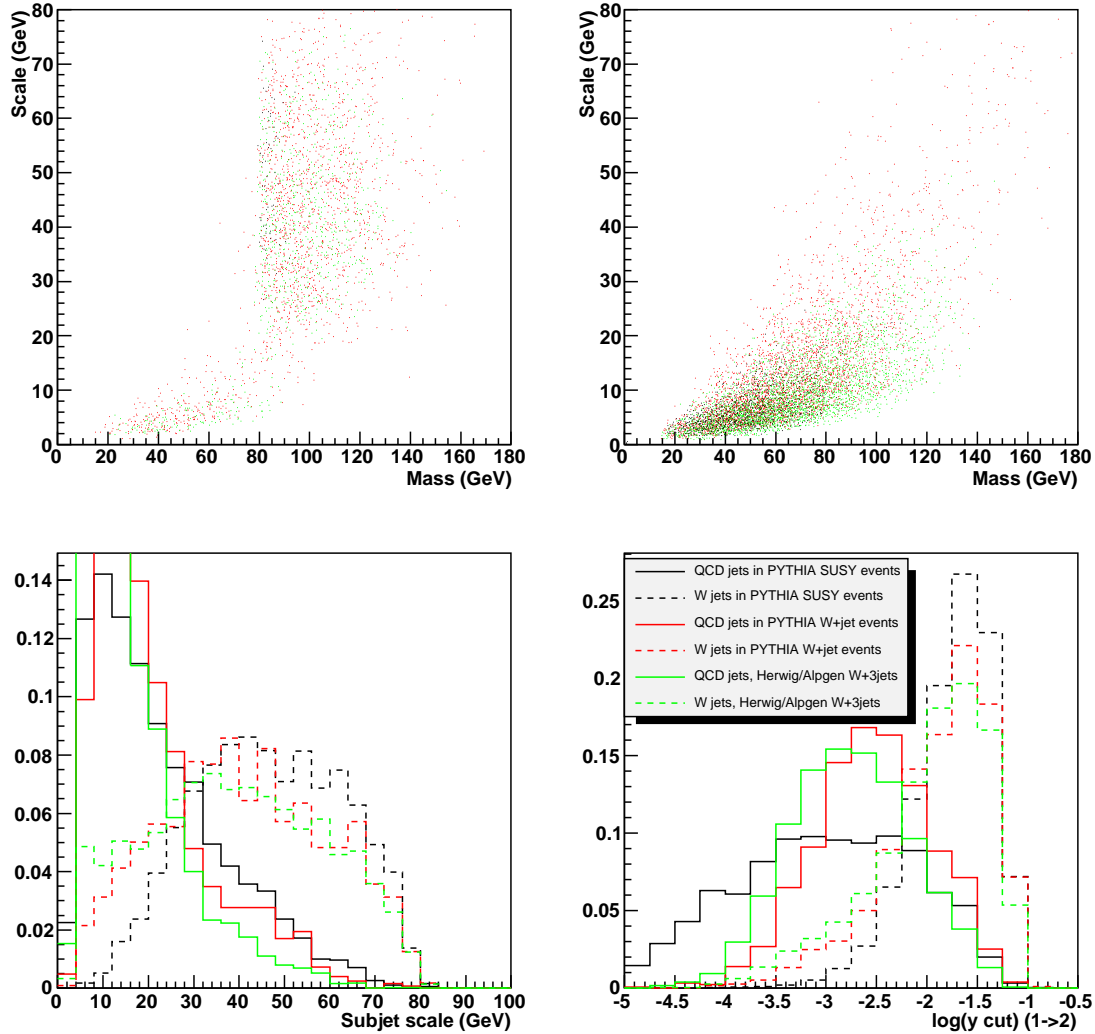 Scale (GeV)
80
70
60
50
40
30
20
10
0
0 20 40 60 80 100 120 140 160 180
Mass (GeV)
Scale (GeV)
80
70
60
50
40
30
20
10
0
0 20 40 60 80 100 120 140 160 180
Mass (GeV)
0.14
0.12
0.1
0.08
0.06
0.04
0.02
0
0 10 20 30 40 50 60 70 80 90 100
Subjet scale (GeV)
QCD jets in PYTHIA SUSY events
W jets in PYTHIA SUSY events
QCD jets in PYTHIA W+jet events
W jets in PYTHIA W+jet events
QCD jets, Herwig/Alpgen W+3jets
W jets, Herwig/Alpgen W+3jets
0.25
0.2
0.15
0.1
0.05
0
-5 -4.5 -4 -3.5 -3 -2.5 -2 -1.5 -1 -0.5
log(y cut) (1->2)